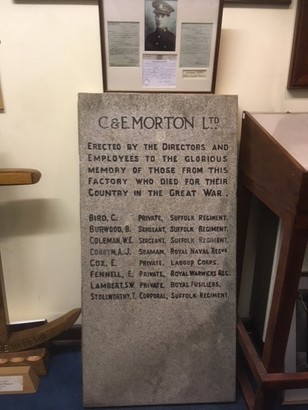 C & E. MORTON LTD
ERECTED BY THE DIRECTORS AND
EMPLOYEES TO THE GLORIOUS
MEMORY OF THOSE FROM THIS
FACTORY WHO DIED FOR THEIR
COUNTRY IN THE GREAT WAR.
BIRD, C. PRIVATE, SUFFOLK REGIMENT.
BURWOOD, B. SERGEANT, SUFFOLK REGIMENT.
COLEMAN, W.E. SERGEANT, SUFFOLK REGIMENT.
A.J. SEAMAN, ROYAL NAVAL RESVE
COX, E. PRIVATE, LABOUR CORPS.
FENNELL, E. PRIVATE, ROYAL WARWICKS REG.
LAMBERT, S.W. PRIVATE, ROYAL FUSILIERS.
STOLLWORTHY, T. CORPORAL, SUFFOLK REGIMENT